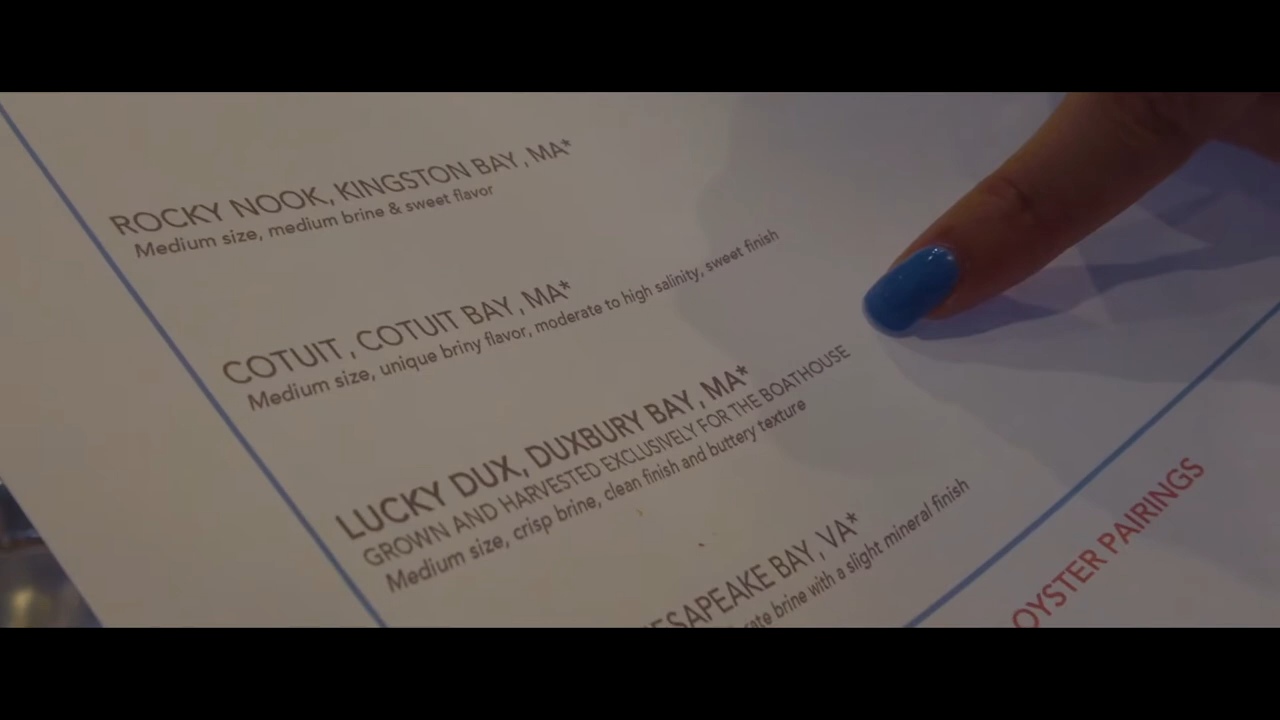 ROCKY NOOK, KINGSTON BAY, MA*
Medium size, medium brine & sweet flavor
COTUIT, COTUIT BAY, MA*
Medium size, unique briny flavor, moderate to high salinity, sweet finish
LUCKY DUX, DUXBURY BAY, MA*
GROWN AND HARVESTED EXCLUSIVELY FOR THE BOATHOUSE
Medium size, crisp brine, clean finish and buttery texture
ESAPEAKE BAY, VA*
rate brine with a slight mineral finish
OYSTER PAIRINGS